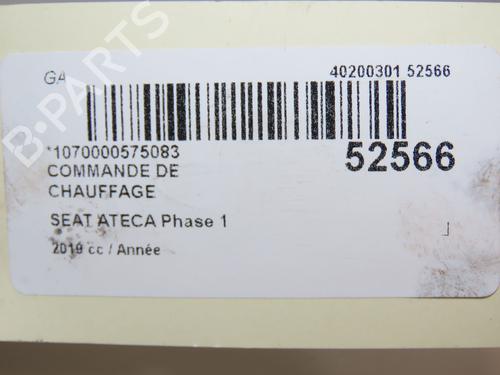 GA
40200301 52566
*1070000575083
52566
COMMANDE DE
CHAUFFAGE
SEAT ATECA Phase 1
2019 cc / Année
B-PARTS